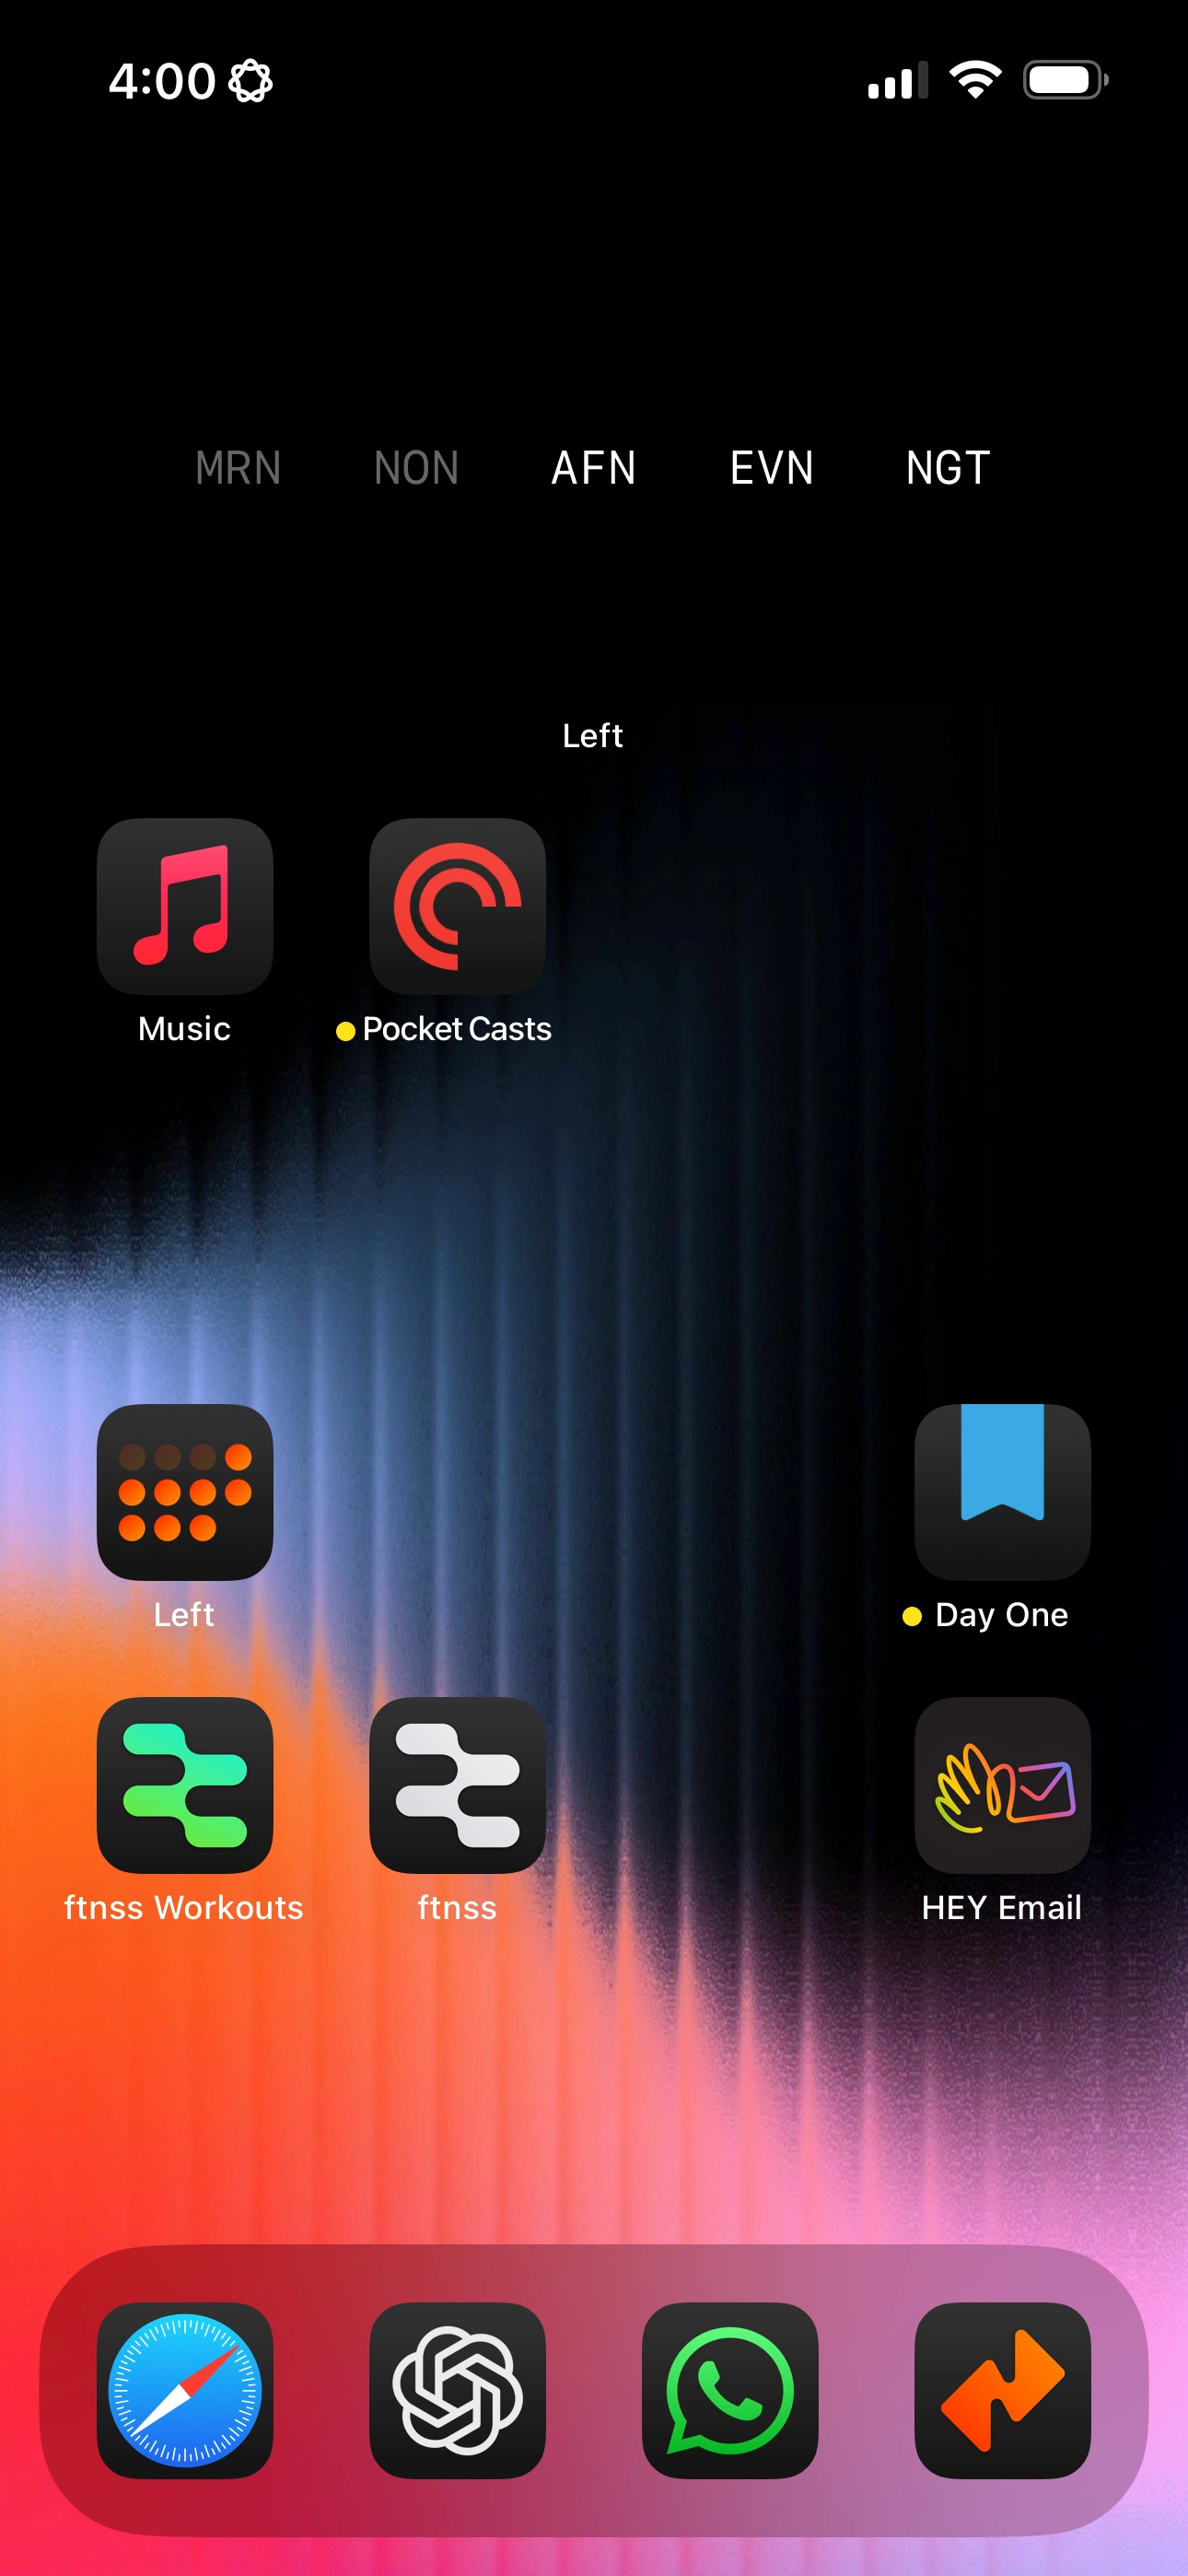 4:00
MRN NON AFN EVN NGT
Left
Music Pocket Casts
Left Day One
ftnss Workouts ftnss HEY Email